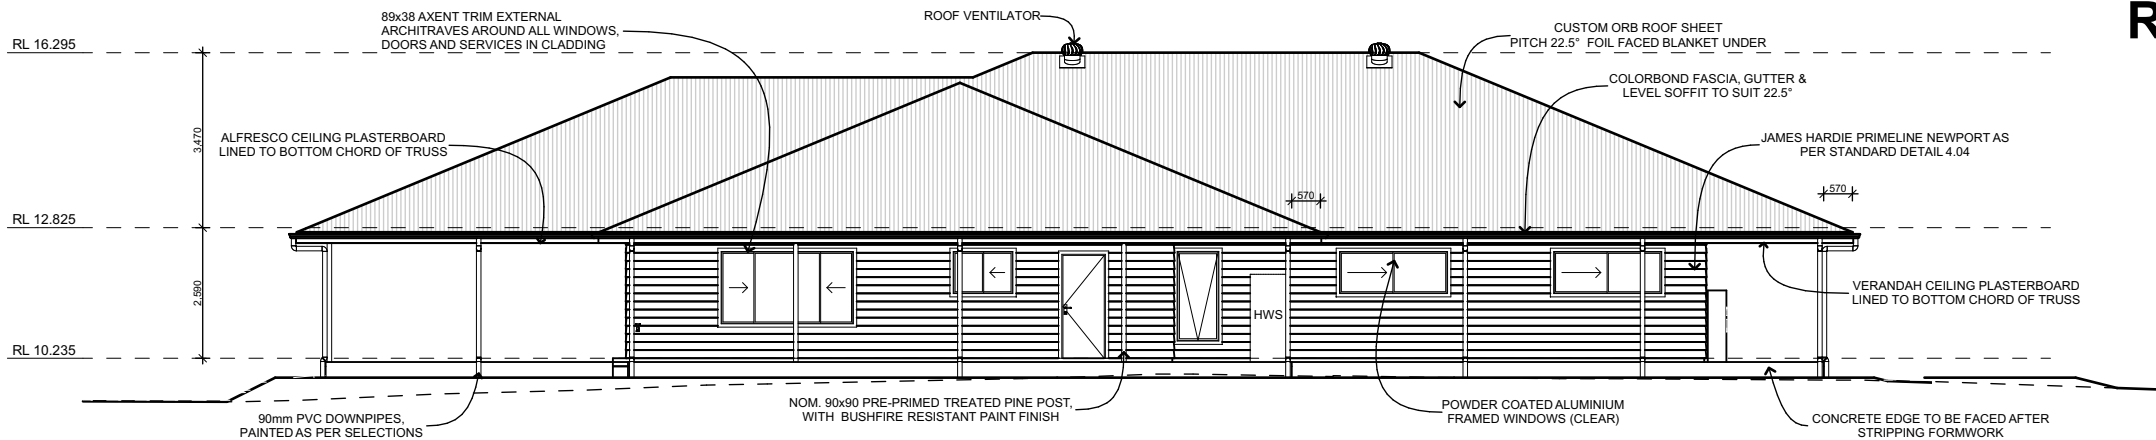 R
89x38 AXENT TRIM EXTERNAL
ARCHITRAVES AROUND ALL WINDOWS,
DOORS AND SERVICES IN CLADDING
ROOF VENTILATOR
CUSTOM ORB ROOF SHEET
PITCH 22.5° FOIL FACED BLANKET UNDER
RL 16.295
COLORBOND FASCIA, GUTTER &
LEVEL SOFFIT TO SUIT 22.5°
3,470
ALFRESCO CEILING PLASTERBOARD
LINED TO BOTTOM CHORD OF TRUSS
JAMES HARDIE PRIMELINE NEWPORT AS
PER STANDARD DETAIL 4.04
570
570
RL 12.825
2,590
VERANDAH CEILING PLASTERBOARD
LINED TO BOTTOM CHORD OF TRUSS
HWS
RL 10.235
90mm PVC DOWNPIPES,
PAINTED AS PER SELECTIONS
NOM. 90x90 PRE-PRIMED TREATED PINE POST,
WITH BUSHFIRE RESISTANT PAINT FINISH
POWDER COATED ALUMINIUM
FRAMED WINDOWS (CLEAR)
CONCRETE EDGE TO BE FACED AFTER
STRIPPING FORMWORK